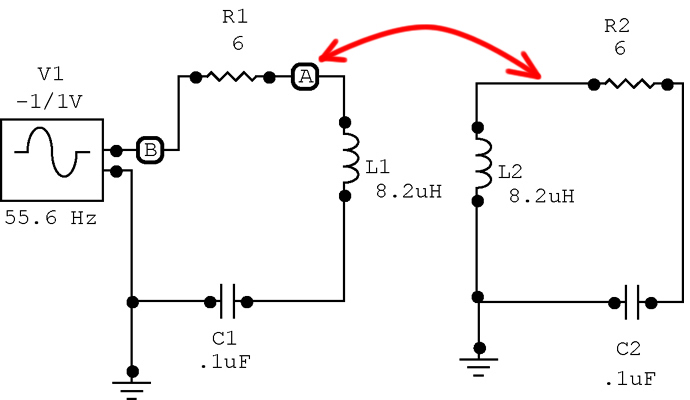 R1
6
V1
-1/1V
A
B
55.6 Hz
L1
8.2uH
C1
.1uF
R2
6
L2
8.2uH
C2
.1uF